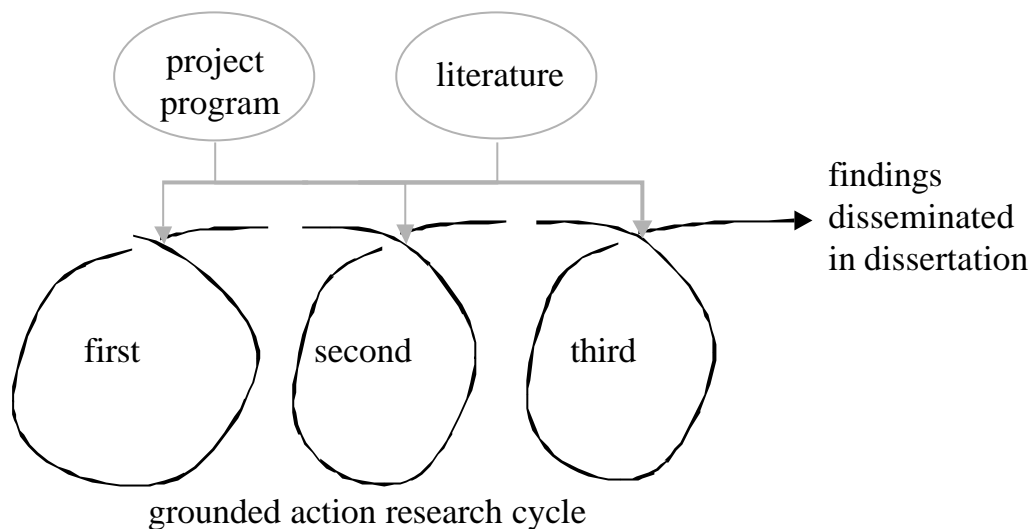 project
program
literature
findings
disseminated
in dissertation
first
second
third
grounded action research cycle